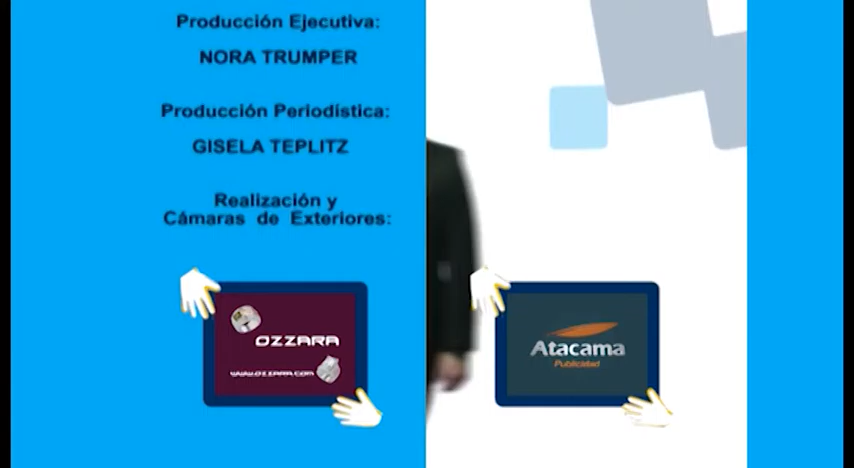 Producción Ejecutiva:
NORA TRUMPER
Producción Periodística:
GISELA TEPLITZ
Realización y
Cámaras de Exteriores:
OZZARA
WWW.OZZARA.COM
Atacama
Publicidad